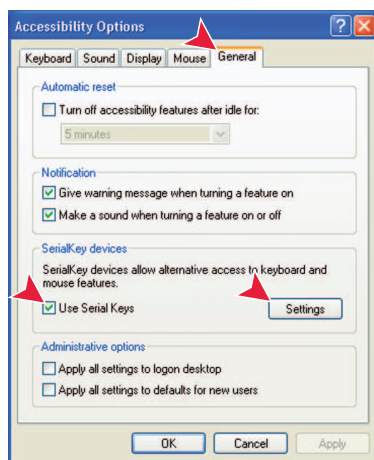 Accessibility Options
Keyboard Sound Display Mouse General
Automatic reset
Turn off accessibility features after idle for:
5 minutes
Notification
Give warning message when turning a feature on
Make a sound when turning a feature on or off
SerialKey devices
SerialKey devices allow alternative access to keyboard and
mouse features.
Use Serial Keys
Settings
Administrative options
Apply all settings to logon desktop
Apply all settings to defaults for new users
OK Cancel Apply